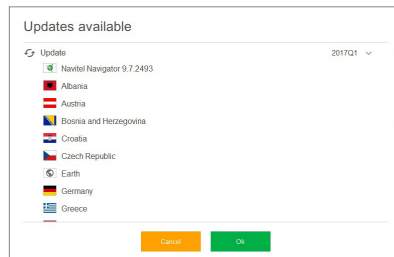 Updates available
Update 2017Q1
Navitel Navigator 9.7.2493
Albania
Austria
Bosnia and Herzegovina
Croatia
Czech Republic
Earth
Germany
Greece
Cancel Ok